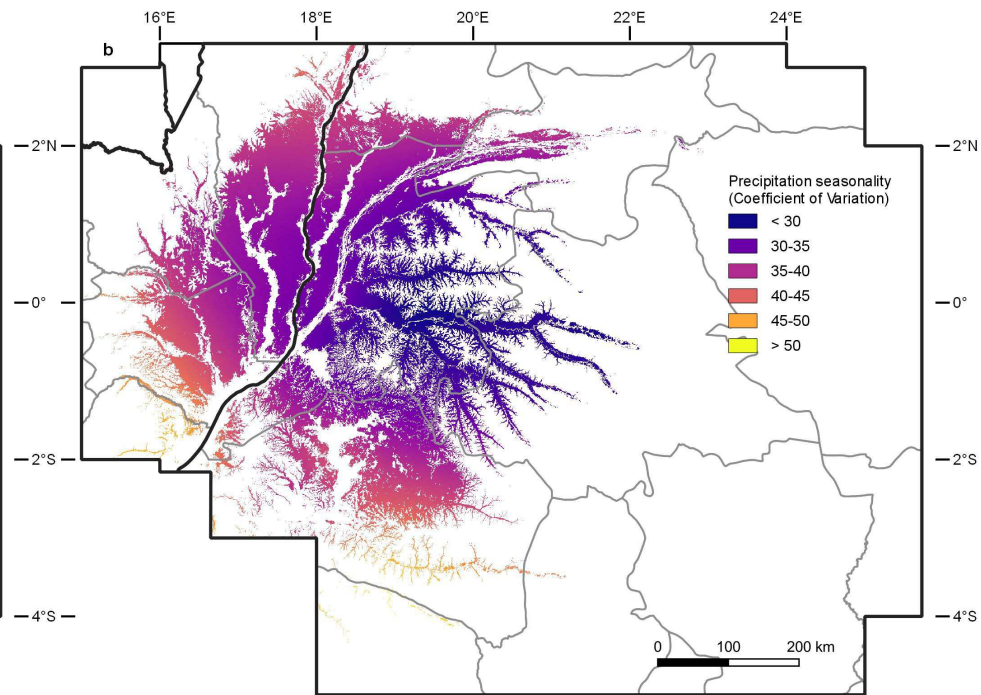 16°E 18°E 20°E 22°E 24°E
b
2°N 2°N
Precipitation seasonality
(Coefficient of Variation)
< 30
30-35
35-40
0° 0°
40-45
45-50
> 50
2°S 2°S
4°S 4°S
0 100 200 km